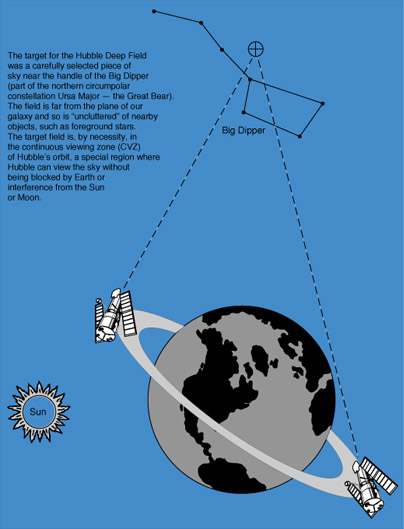 The target for the Hubble Deep Field
was a carefully selected piece of
sky near the handle of the Big Dipper
(part of the northern circumpolar
constellation Ursa Major — the Great Bear).
The field is far from the plane of our
galaxy and so is "uncluttered" of nearby
objects, such as foreground stars.
The target field is, by necessity, in
the continuous viewing zone (CVZ)
of Hubble's orbit, a special region where
Hubble can view the sky without
being blocked by Earth or
interference from the Sun
or Moon.
Big Dipper
Sun